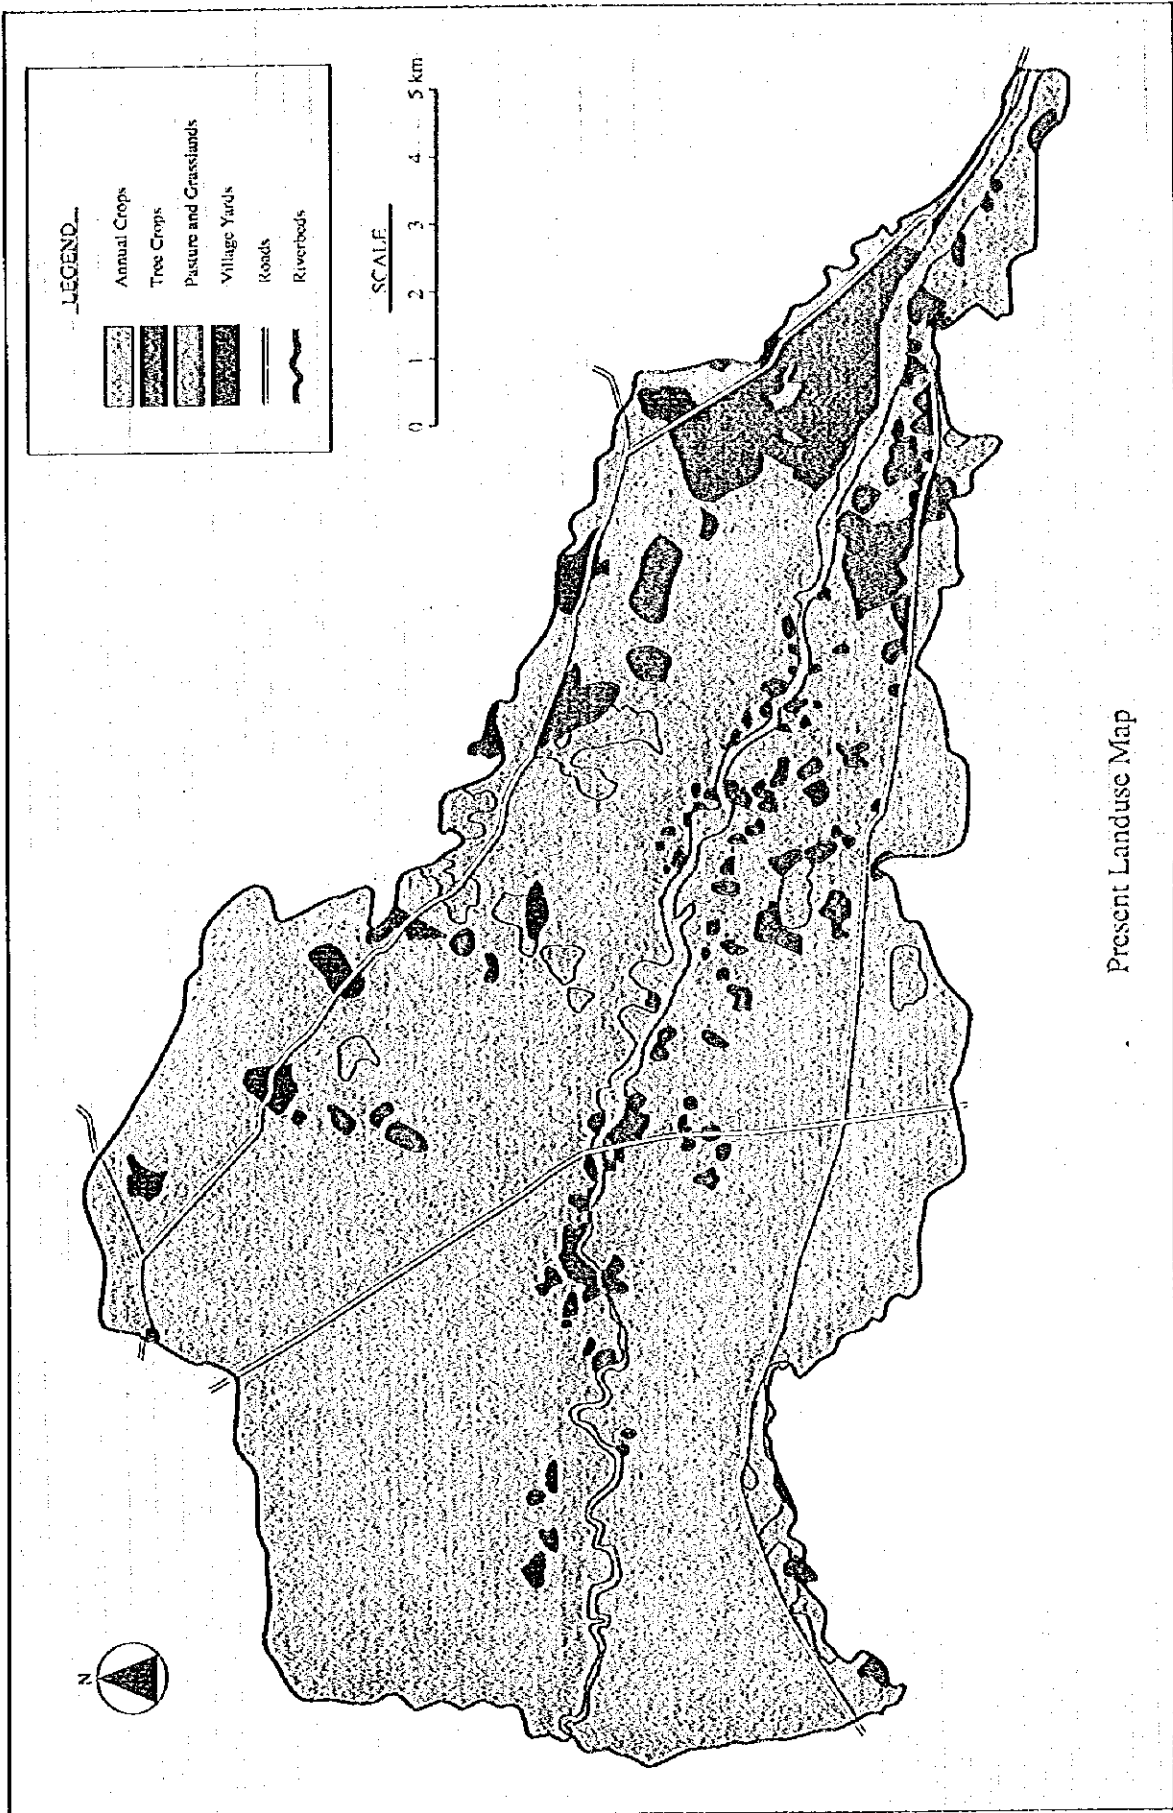 N
LEGEND
Annual Crops
Tree Crops
Pasture and Grasslands
Village Yards
Roads
Riverbeds
SCALE
0 1 2 3 4 5 km
Present Landuse Map